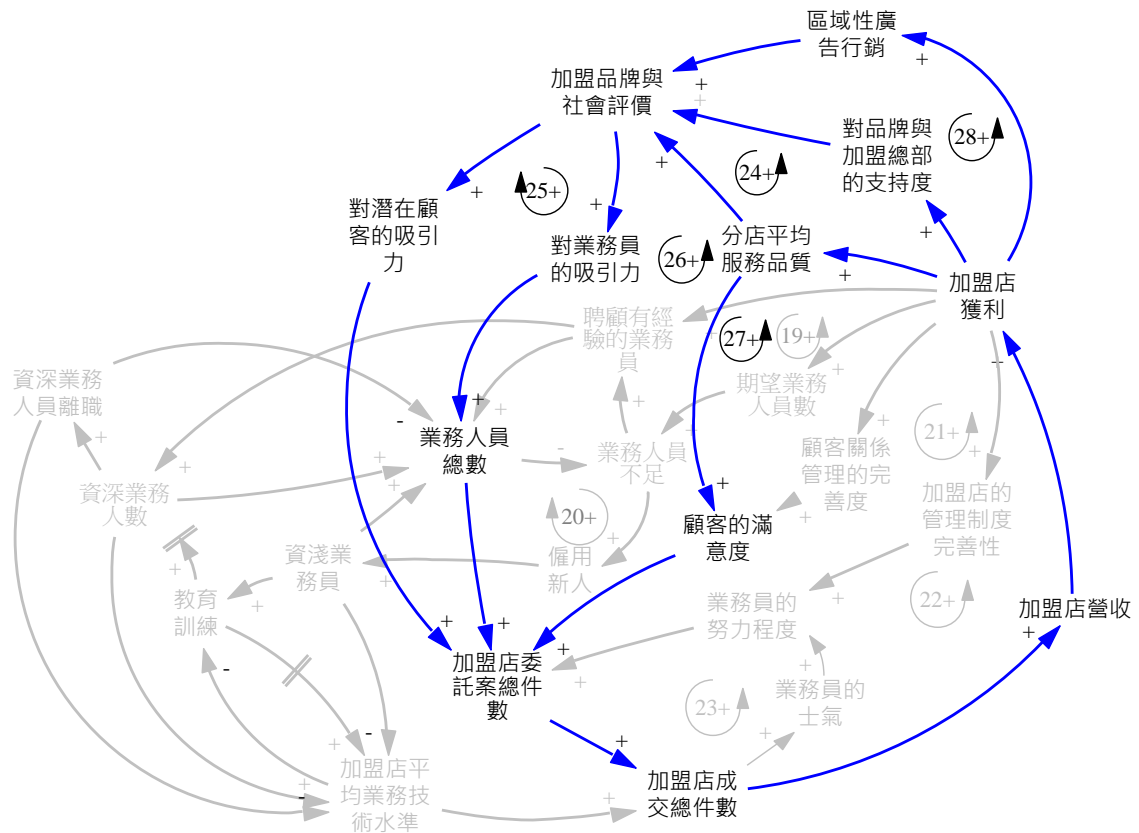 區域性廣
告行銷
+
加盟品牌與
社會評價
+
+
對品牌與
加盟總部
的支持度
28+
+
24+
+
25+
+
對潛在顧
客的吸引
力
+
對業務員
的吸引力
26+
分店平均
服務品質
+
+
加盟店
獲利
聘顧有經
驗的業務
員
27+
19+
+
資深業務
人員離職
期望業務
人員數
-
+
+
業務人員
總數
-
業務人員
不足
+
顧客關係
管理的完
善度
21+
+
資深業務
人數
+
+
+
加盟店的
管理制度
完善性
20+
+
顧客的滿
意度
+
資淺業務
員
+
僱用
新人
+
+
教育
訓練
+
業務員的
努力程度
+
22+
加盟店營收
+
-
加盟店委
託案總件
數
+
+
+
業務員的
士氣
+
23+
+
-
+
加盟店平
均業務技
術水準
+
-
+
加盟店成
交總件數
+
+